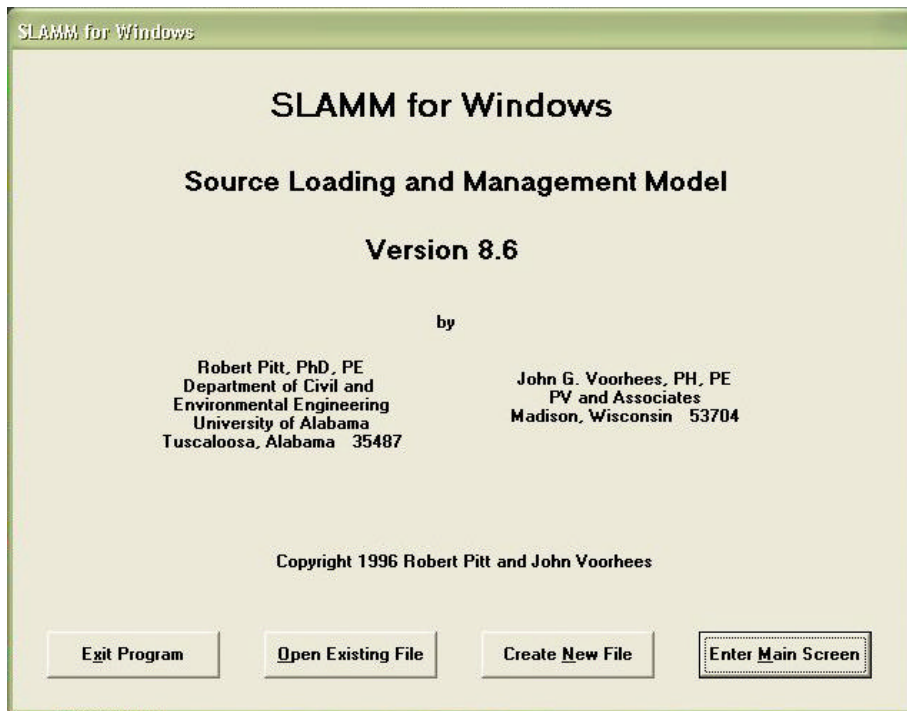 SLAMM for Windows
SLAMM for Windows
Source Loading and Management Model
Version 8.6
by
Robert Pitt, PhD, PE
Department of Civil and
Environmental Engineering
University of Alabama
Tuscaloosa, Alabama 35487
John G. Voorhees, PH, PE
PV and Associates
Madison, Wisconsin 53704
Copyright 1996 Robert Pitt and John Voorhees
Exit Program
Open Existing File
Create New File
Enter Main Screen